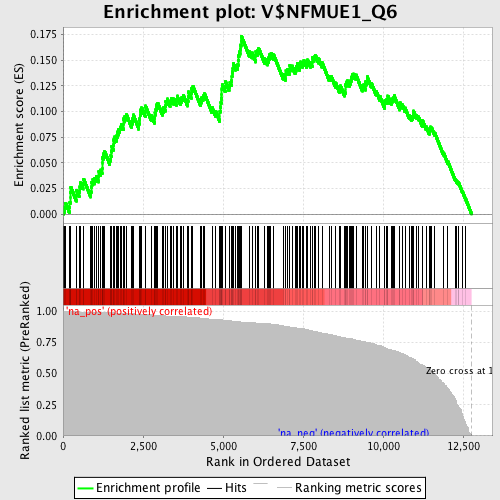 Enrichment plot: V$NFMUE1_Q6
Enrichment score (ES)
0.175
0.150
0.125
0.100
0.075
0.050
0.025
0.000
'na_pos' (positively correlated)
Ranked list metric (PreRanked)
1.00
0.75
0.50
0.25
0.00
Zero cross at 1
'na_neg' (negatively correlated)
0
2,500
5,000
7,500
10,000
12,500
Rank in Ordered Dataset
Enrichment profile
Hits
Ranking metric scores